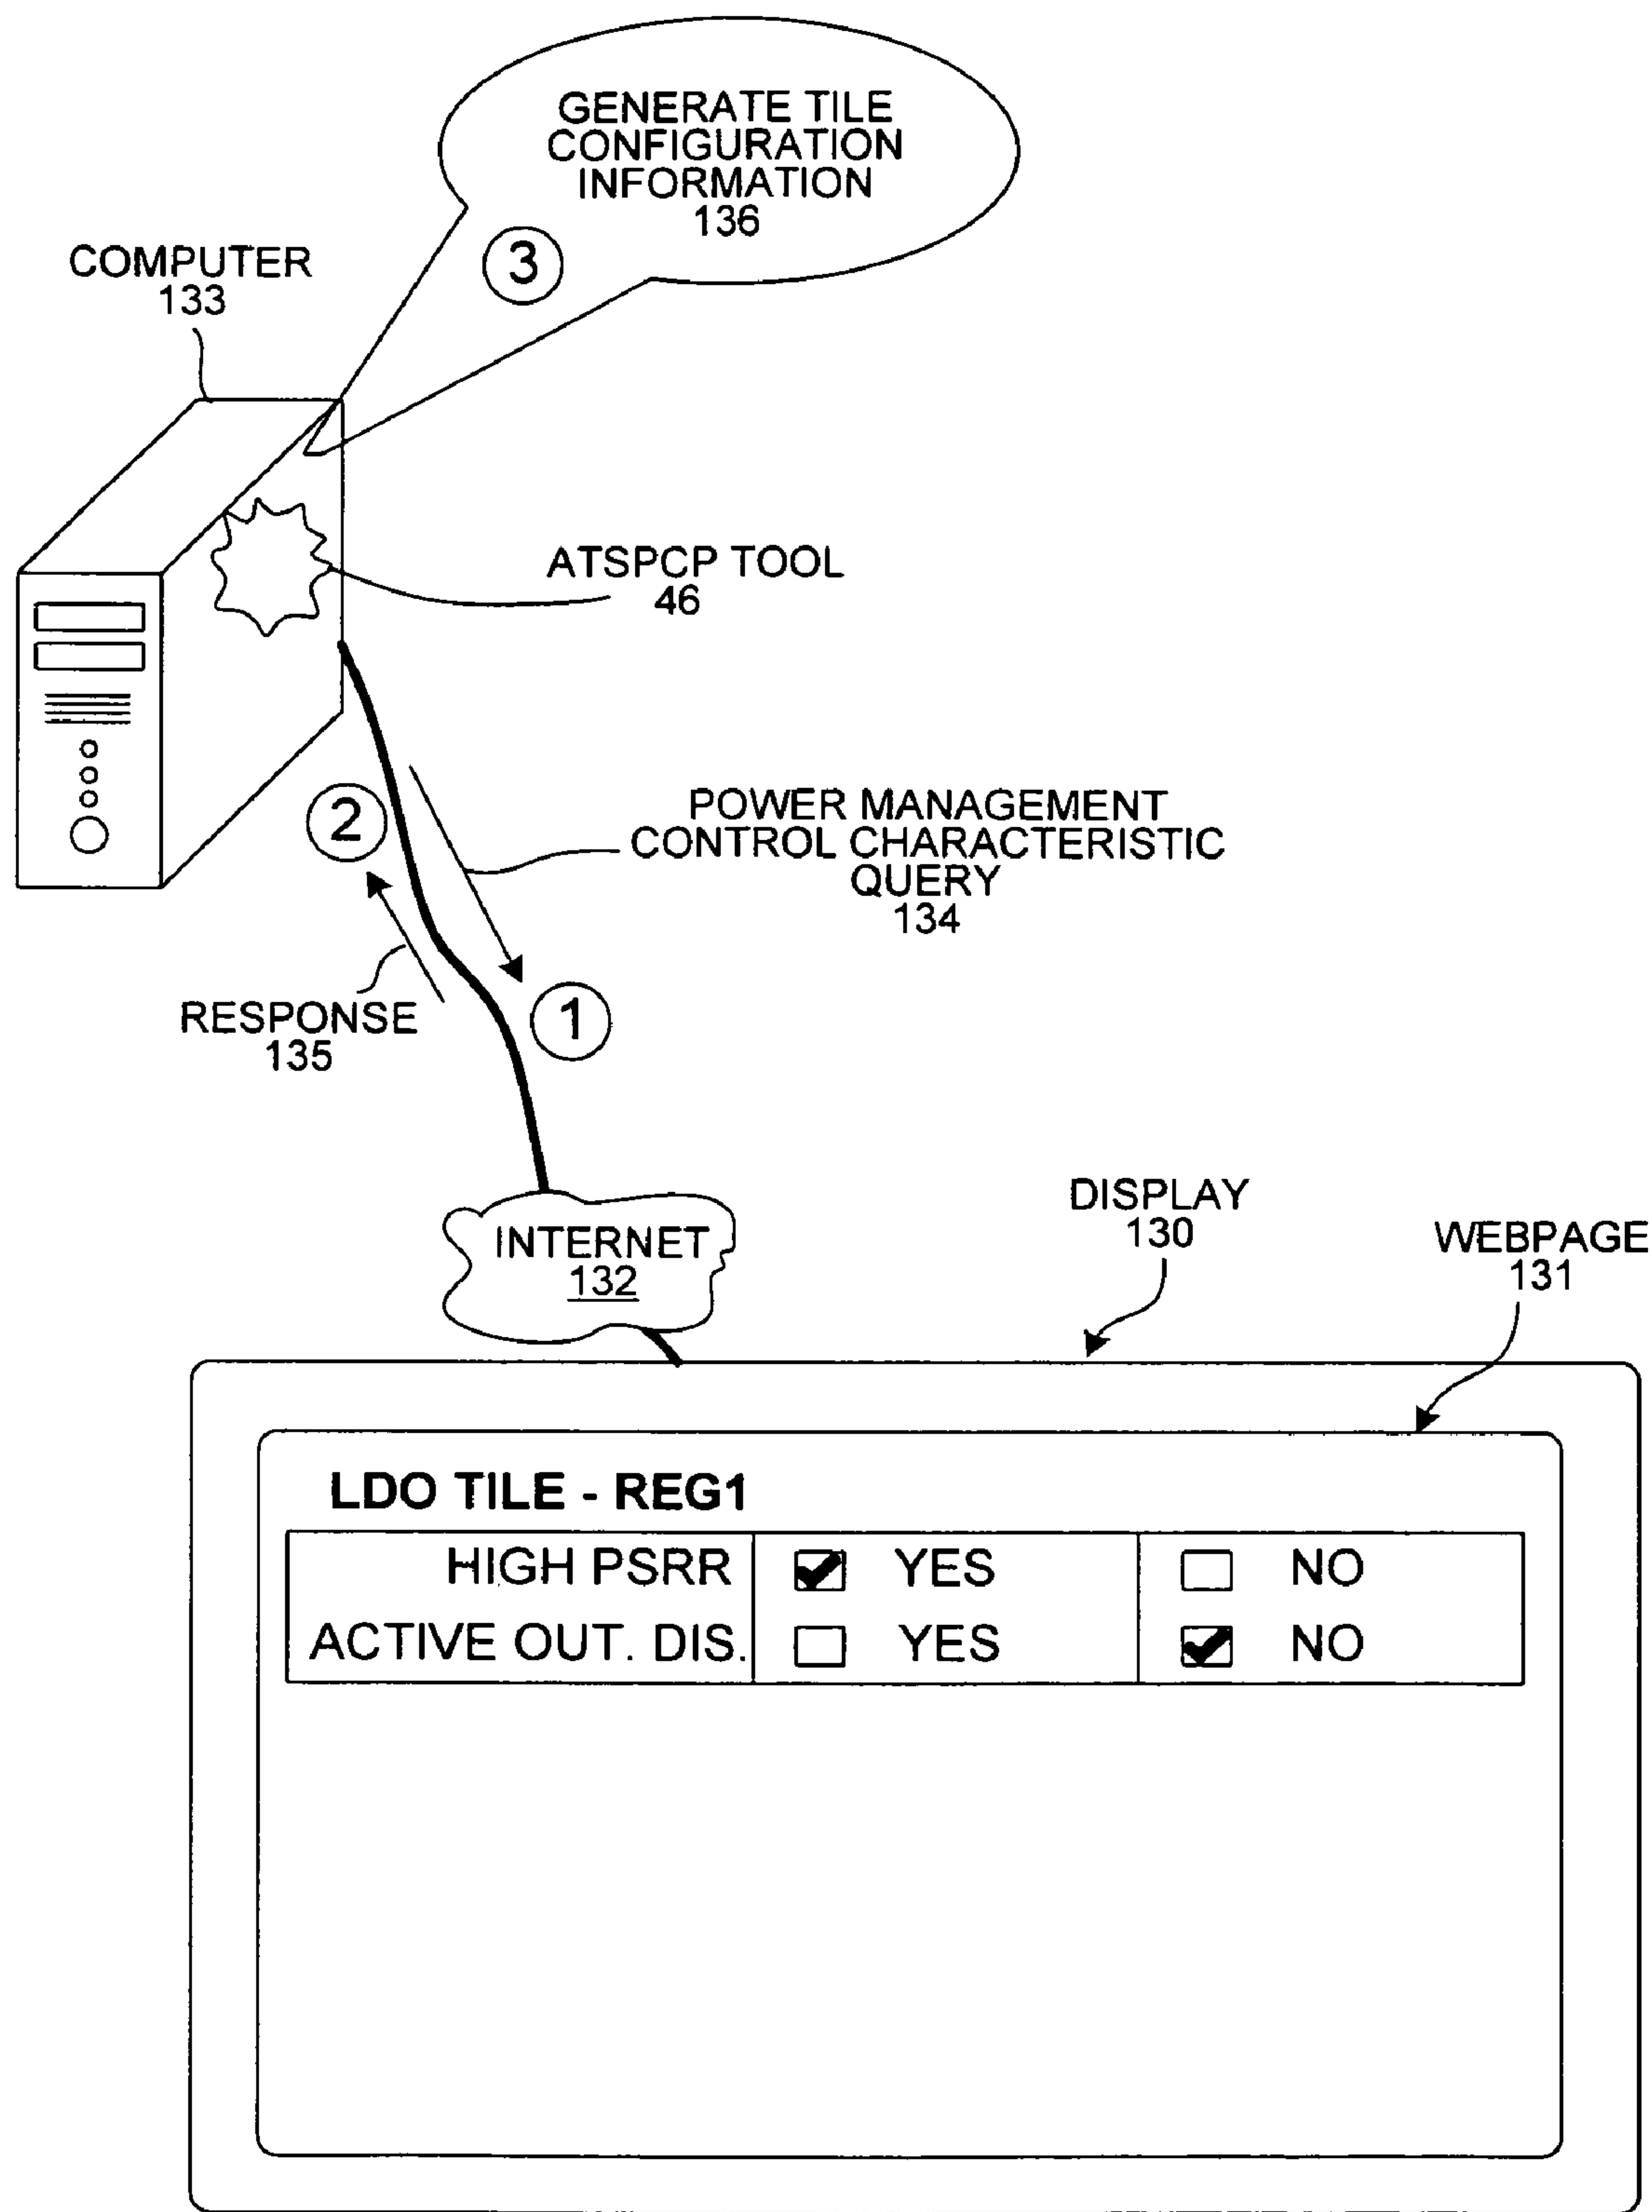 GENERATE TILE
CONFIGURATION
INFORMATION
136
3
COMPUTER
133
ATSPCP TOOL
46
2
POWER MANAGEMENT
CONTROL CHARACTERISTIC
QUERY
134
RESPONSE
135
1
INTERNET
132
DISPLAY
130
WEBPAGE
131
LDO TILE - REG1
HIGH PSRR YES NO
ACTIVE OUT. DIS. YES NO